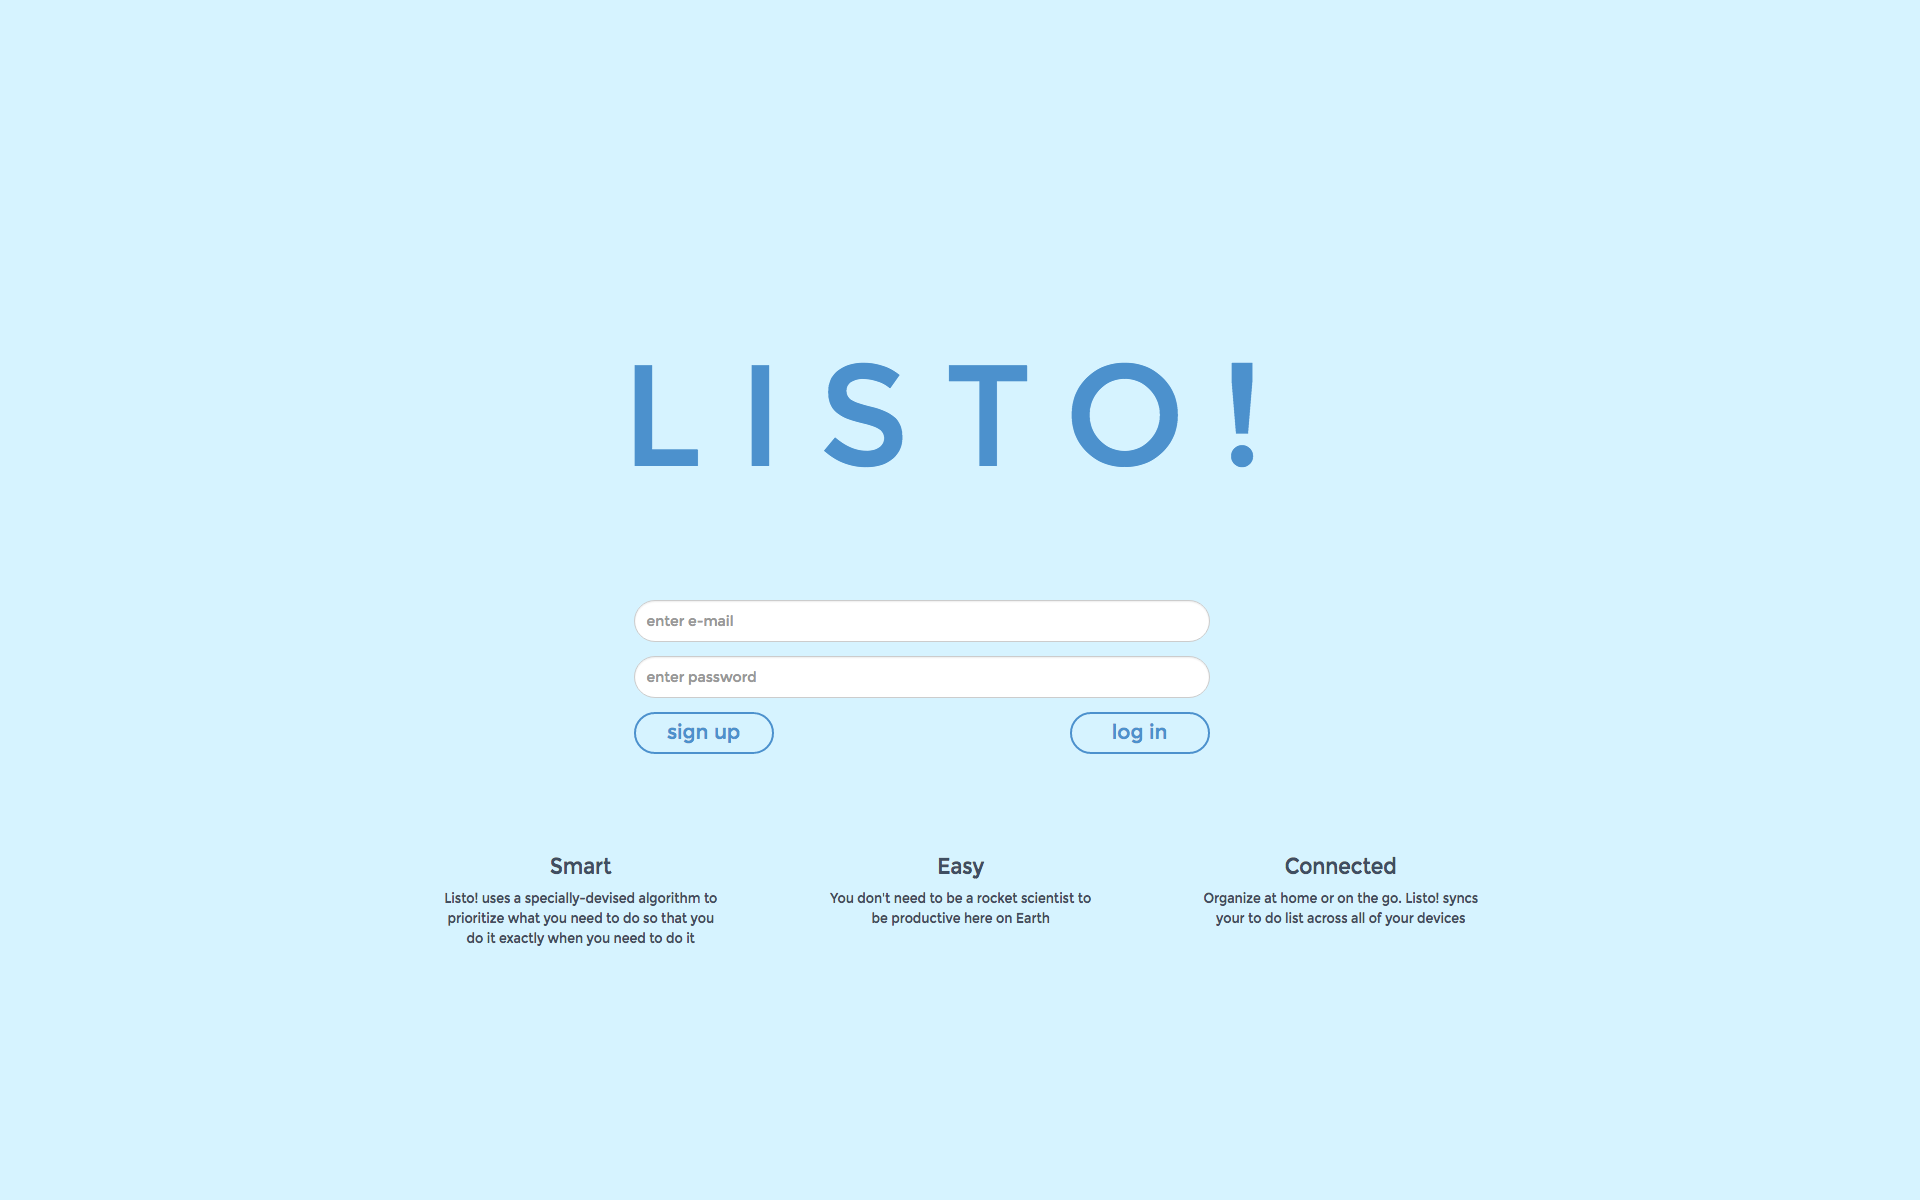 LISTO!
enter e-mail
enter password
sign up
log in
Smart
Listo! uses a specially-devised algorithm to
prioritize what you need to do so that you
do it exactly when you need to do it
Easy
You don't need to be a rocket scientist to
be productive here on Earth
Connected
Organize at home or on the go. Listo! syncs
your to do list across all of your devices